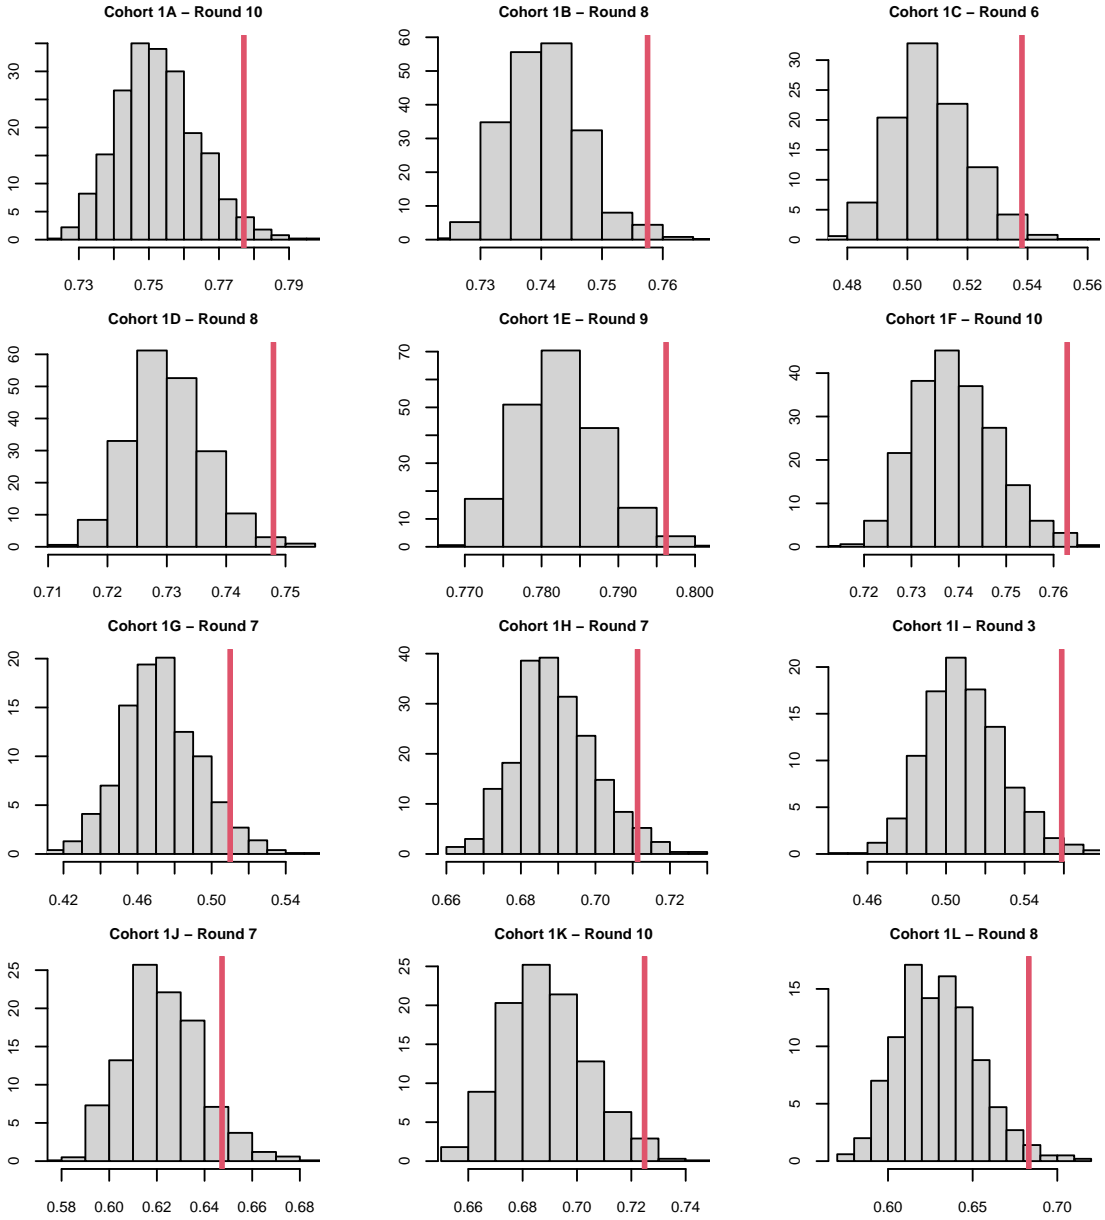 Cohort 1A – Round 10
0 5 10 20 30
0.73 0.75 0.77 0.79
Cohort 1B – Round 8
0 10 20 30 40 50 60
0.73 0.74 0.75 0.76
Cohort 1C – Round 6
0 5 10 15 20 25 30
0.48 0.50 0.52 0.54 0.56
Cohort 1D – Round 8
0 10 20 30 40 50 60
0.71 0.72 0.73 0.74 0.75
Cohort 1E – Round 9
0 10 30 50 70
0.770 0.780 0.790 0.800
Cohort 1F – Round 10
0 10 20 30 40
0.72 0.73 0.74 0.75 0.76
Cohort 1G – Round 7
0 5 10 15 20
0.42 0.46 0.50 0.54
Cohort 1H – Round 7
0 10 20 30 40
0.66 0.68 0.70 0.72
Cohort 1I – Round 3
0 5 10 15 20
0.46 0.50 0.54
Cohort 1J – Round 7
0 5 10 15 20 25
0.58 0.60 0.62 0.64 0.66 0.68
Cohort 1K – Round 10
0 5 10 15 20 25
0.66 0.68 0.70 0.72 0.74
Cohort 1L – Round 8
0 5 10 15
0.60 0.65 0.70